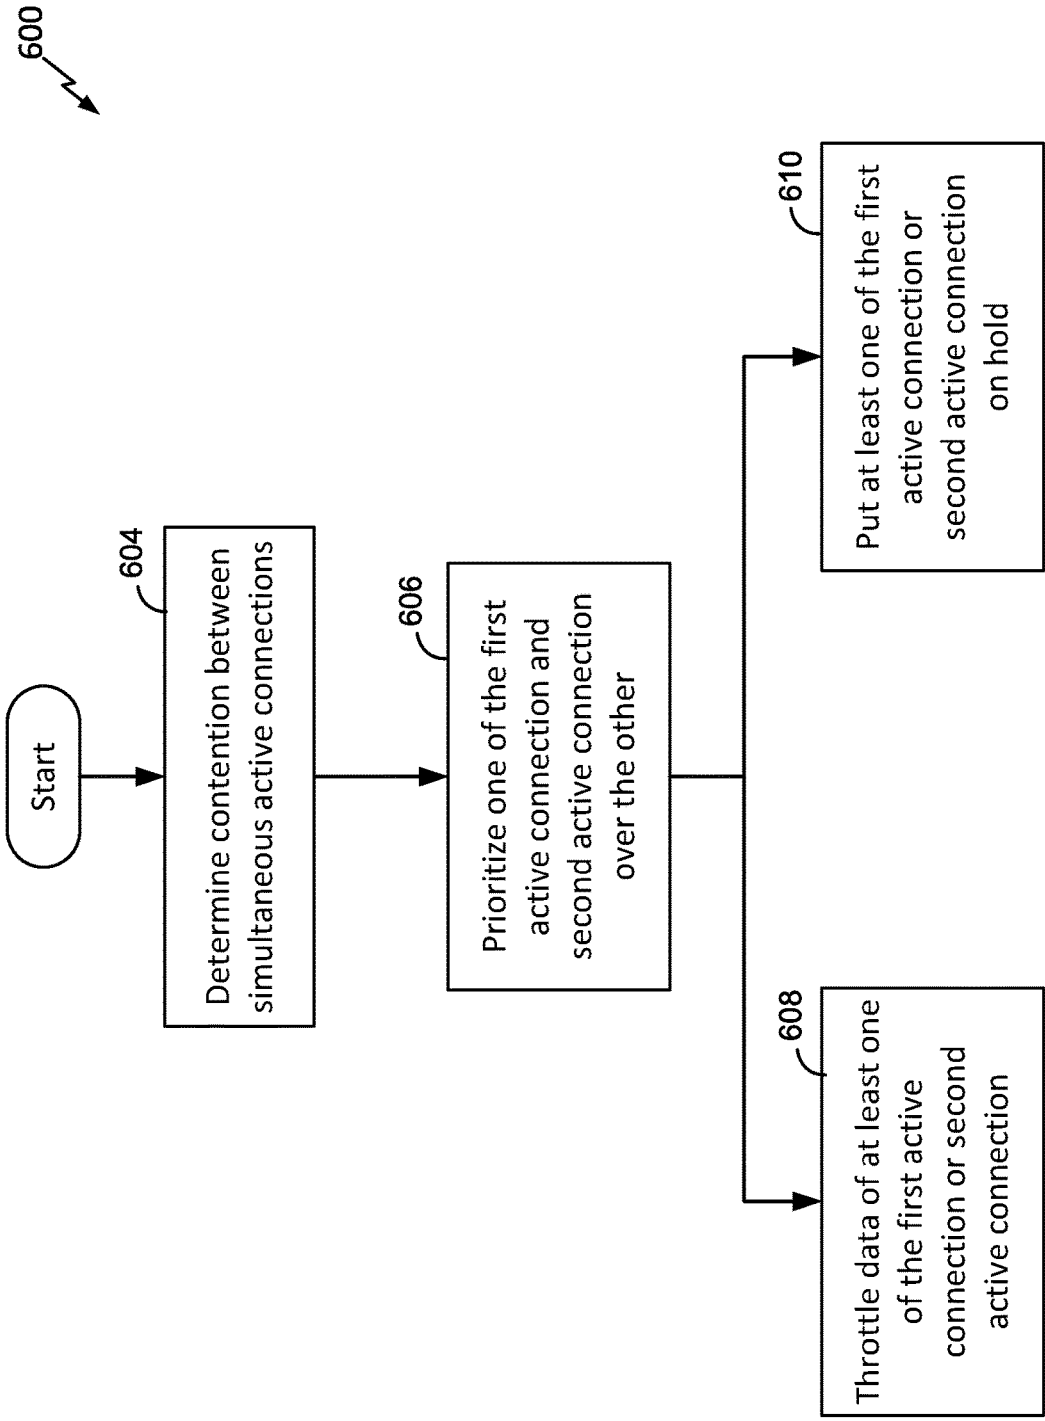 600
Start
604
Determine contention between
simultaneous active connections
606
Prioritize one of the first
active connection and
second active connection
over the other
608
Throttle data of at least one
of the first active
connection or second
active connection
610
Put at least one of the first
active connection or
second active connection
on hold